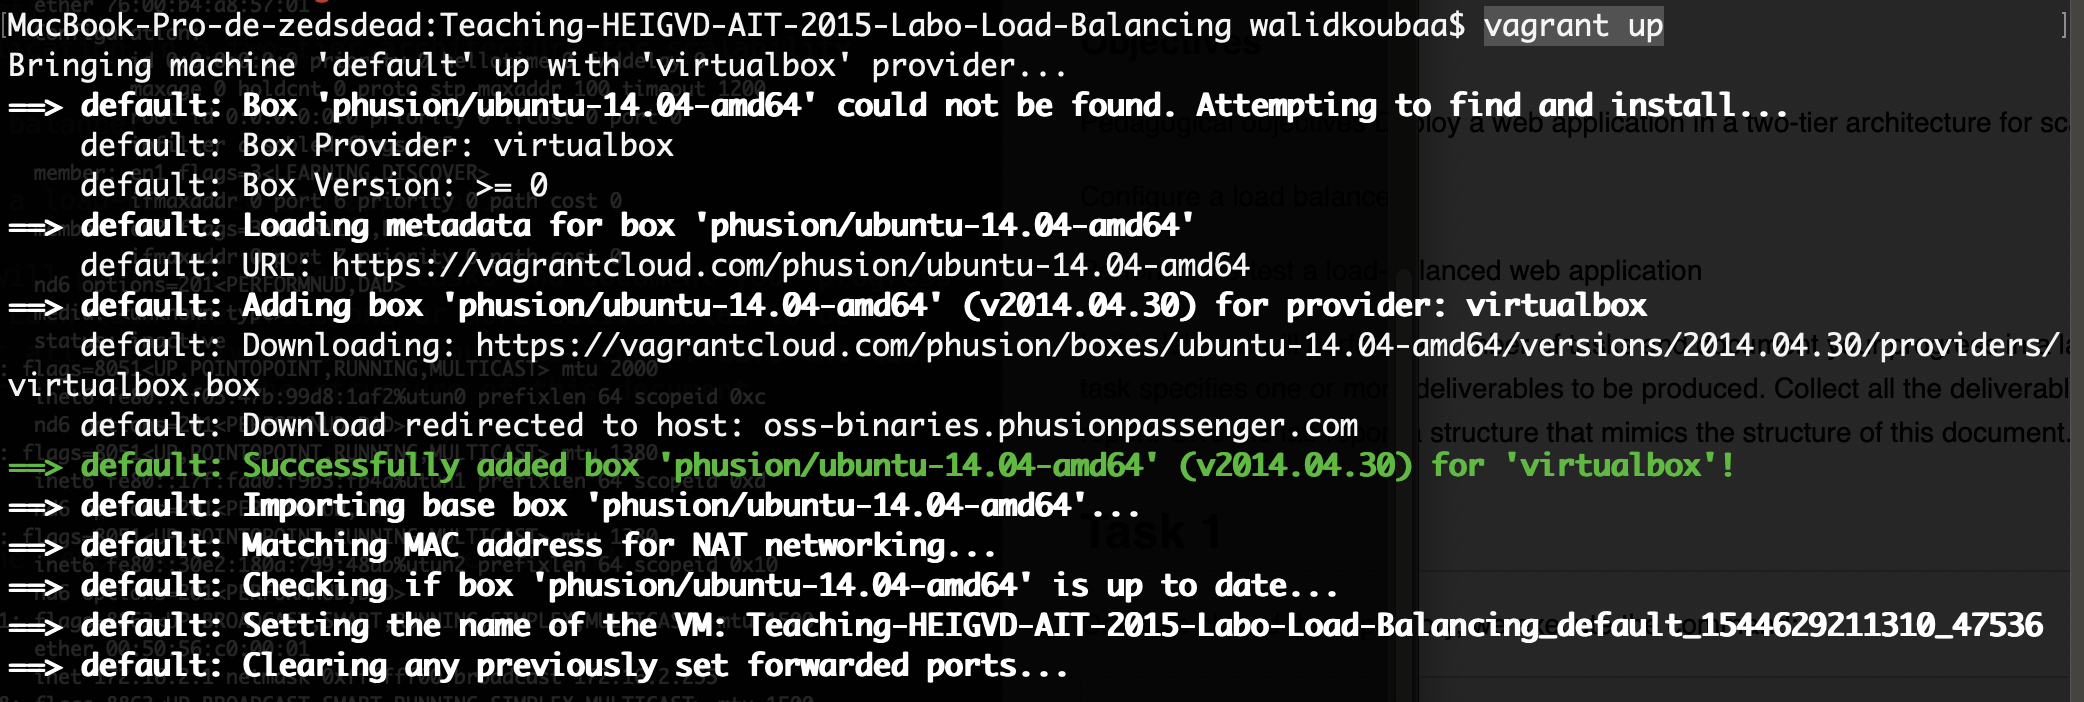 MacBook-Pro-de-zedsdead:Teaching-HEIGVD-AIT-2015-Labo-Load-Balancing walidkoubaa$ vagrant up
Bringing machine 'default' up with 'virtualbox' provider...
==> default: Box 'phusion/ubuntu-14.04-amd64' could not be found. Attempting to find and install...
    default: Box Provider: virtualbox
    default: Box Version: >= 0
==> default: Loading metadata for box 'phusion/ubuntu-14.04-amd64'
    default: URL: https://vagrantcloud.com/phusion/ubuntu-14.04-amd64
==> default: Adding box 'phusion/ubuntu-14.04-amd64' (v2014.04.30) for provider: virtualbox
    default: Downloading: https://vagrantcloud.com/phusion/boxes/ubuntu-14.04-amd64/versions/2014.04.30/providers/
virtualbox.box
    default: Download redirected to host: oss-binaries.phusionpassenger.com
==> default: Successfully added box 'phusion/ubuntu-14.04-amd64' (v2014.04.30) for 'virtualbox'!
==> default: Importing base box 'phusion/ubuntu-14.04-amd64'...
==> default: Matching MAC address for NAT networking...
==> default: Checking if box 'phusion/ubuntu-14.04-amd64' is up to date...
==> default: Setting the name of the VM: Teaching-HEIGVD-AIT-2015-Labo-Load-Balancing_default_1544629211310_47536
==> default: Clearing any previously set forwarded ports...